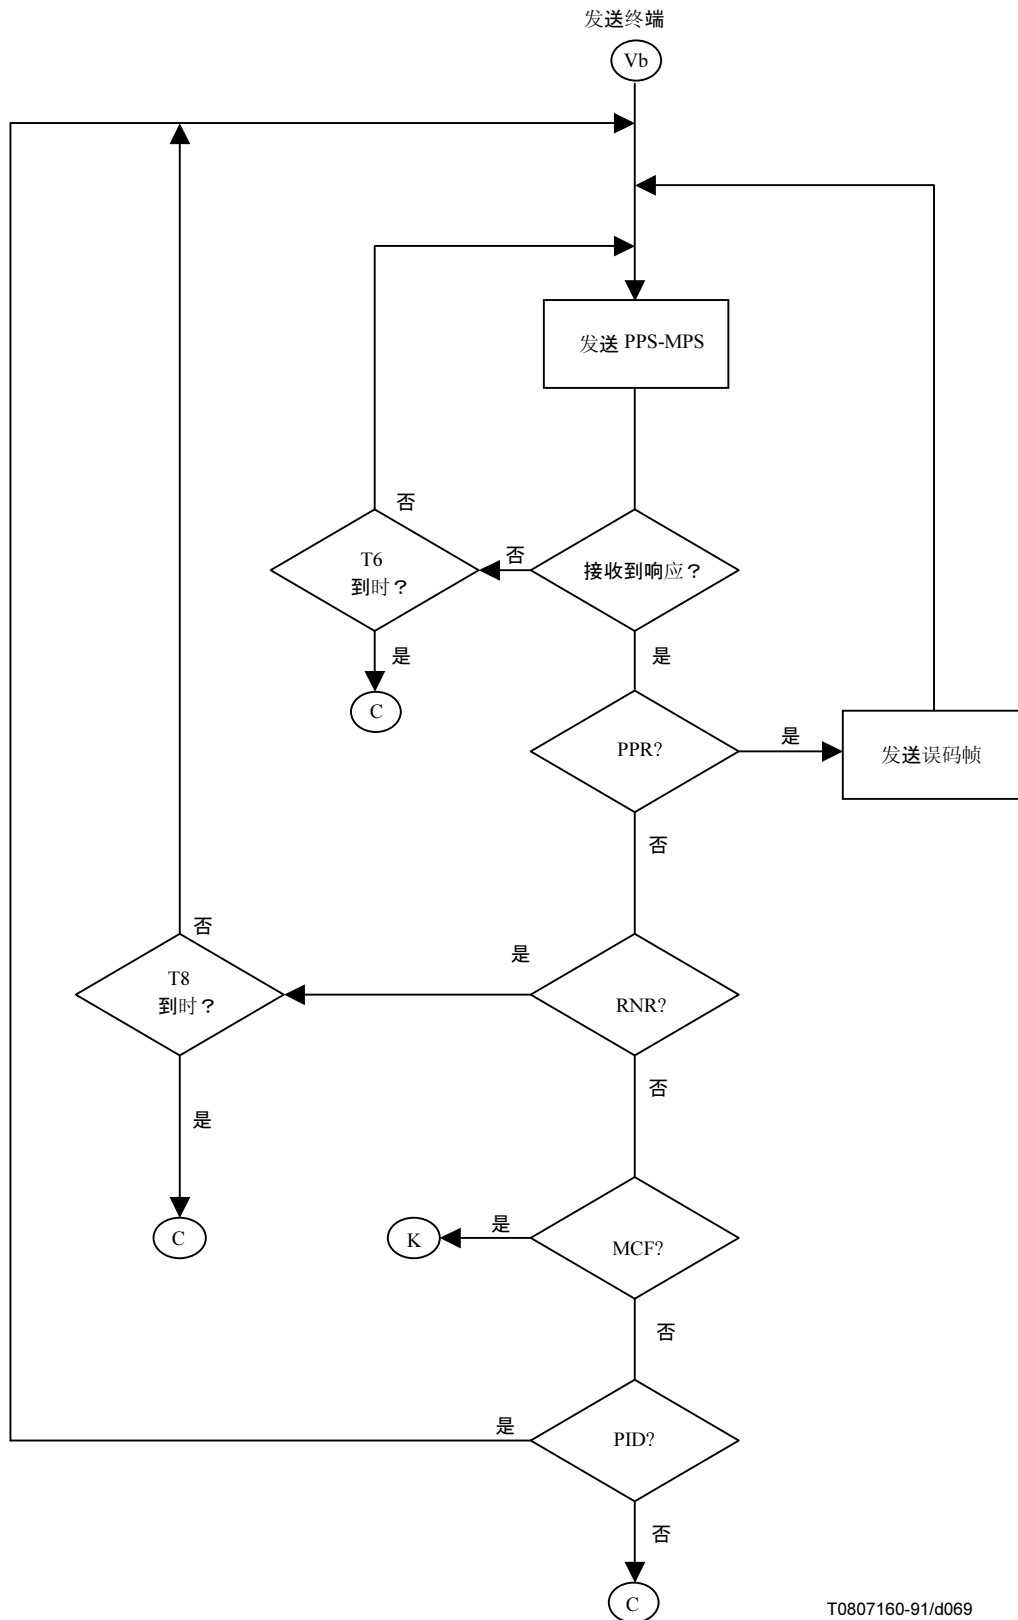 发送终端
Vb
发送 PPS-MPS
否
T6
到时？
否
接收到响应？
是
C
是
PPR?
是
发送误码帧
否
否
T8
到时？
是
RNR?
否
是
C
K
是
MCF?
否
是
PID?
否
C
T0807160-91/d069